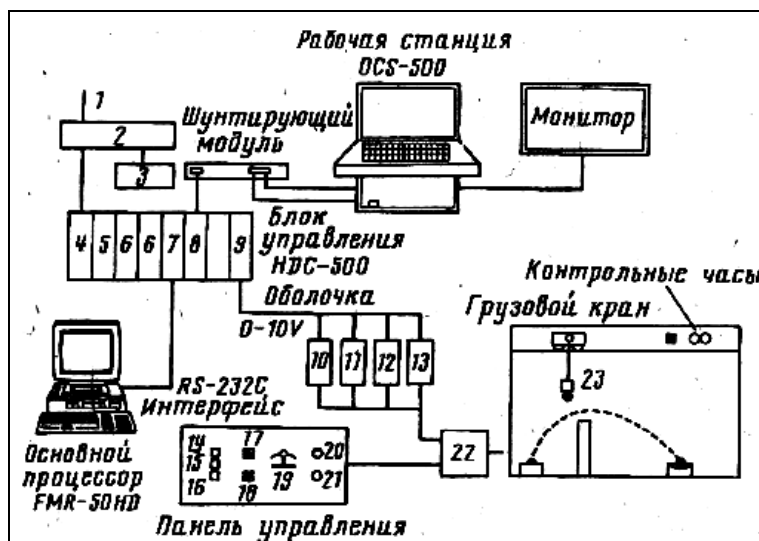 Рабочая станция
OCS-500
1
Шунтирующий
модуль
Монитор
2
3
4 5 6 6 7 8 9
Блок
управления
HDC-500
Контрольные часы
Грузовой кран
Оболочка
0-10V
10 11 12 13
23
RS-232C
Интерфейс
Основной
процессор
FMR-50HD
14
15
16
17
18
19
20
21
22
Панель управления